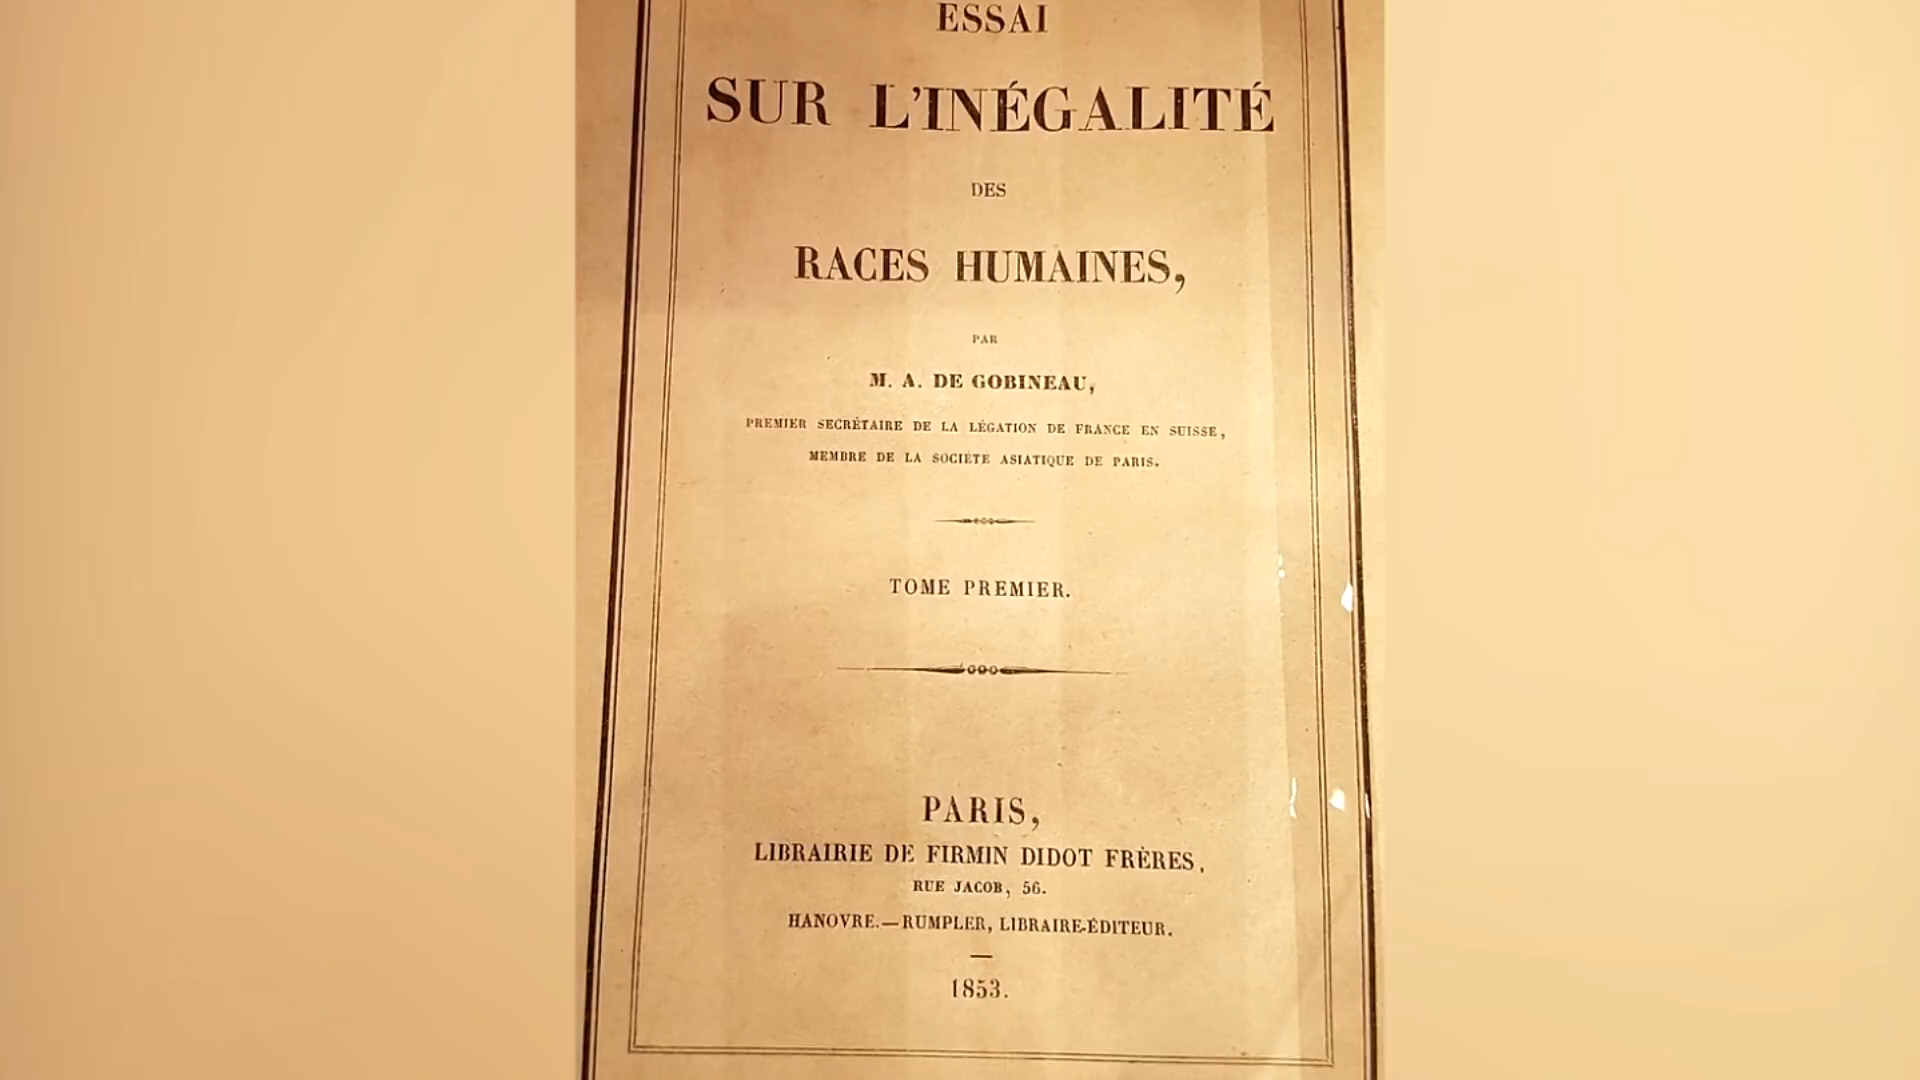 ESSAI
SUR L'INÉGALITÉ
DES
RACES HUMAINES,
PAR
M. A. DE GOBINEAU,
PREMIER SECRÉTAIRE DE LA LÉGATION DE FRANCE EN SUISSE,
MEMBRE DE LA SOCIÉTÉ ASIATIQUE DE PARIS.
TOME PREMIER.
PARIS,
LIBRAIRIE DE FIRMIN DIDOT FRÈRES,
RUE JACOB, 56.
HANOVRE.—RUMPLER, LIBRAIRE-ÉDITEUR.
1853.